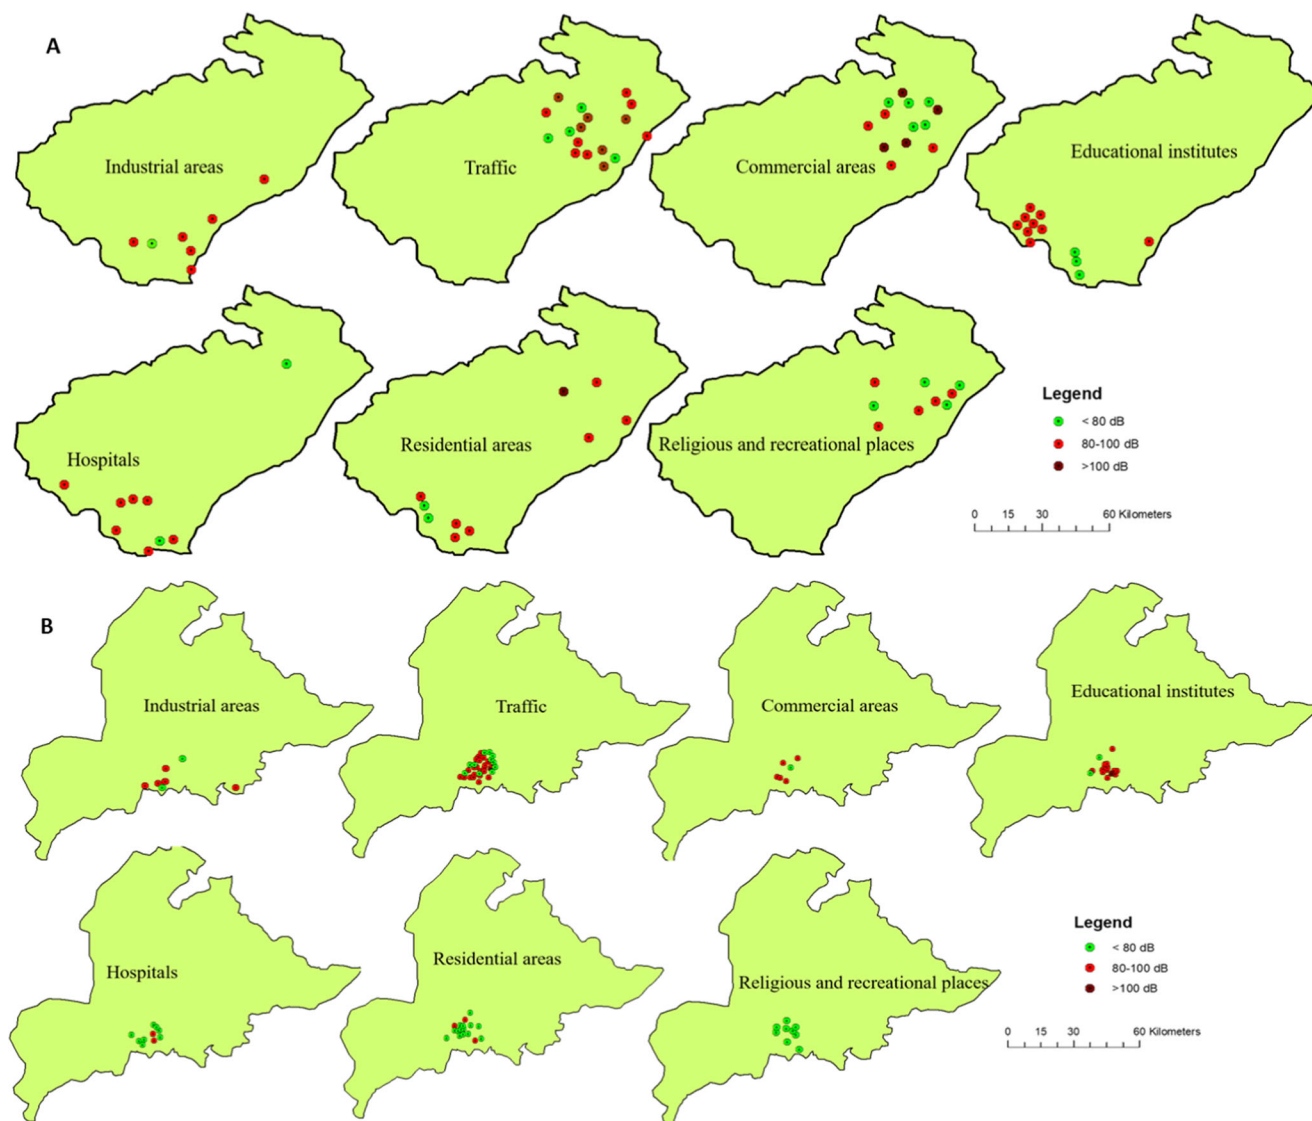 A
Industrial areas
Traffic
Commercial areas
Educational institutes
Hospitals
Residential areas
Religious and recreational places
Legend
< 80 dB
80-100 dB
>100 dB
0 15 30 60 Kilometers
B
Industrial areas
Traffic
Commercial areas
Educational institutes
Hospitals
Residential areas
Religious and recreational places
Legend
< 80 dB
80-100 dB
>100 dB
0 15 30 60 Kilometers